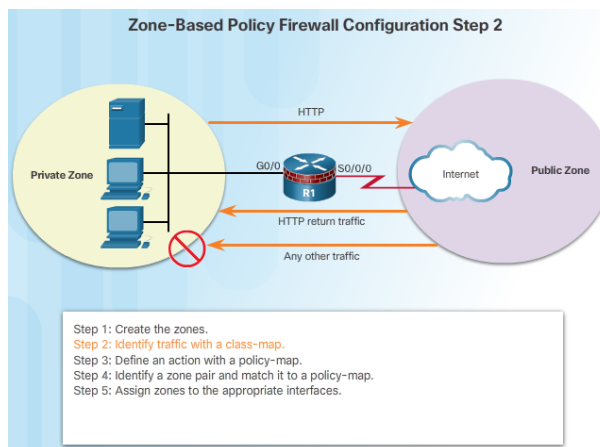 Zone-Based Policy Firewall Configuration Step 2
HTTP
Private Zone
G0/0
S0/0/0
R1
Internet
Public Zone
HTTP return traffic
Any other traffic
Step 1: Create the zones.
Step 2: Identify traffic with a class-map.
Step 3: Define an action with a policy-map.
Step 4: Identify a zone pair and match it to a policy-map.
Step 5: Assign zones to the appropriate interfaces.